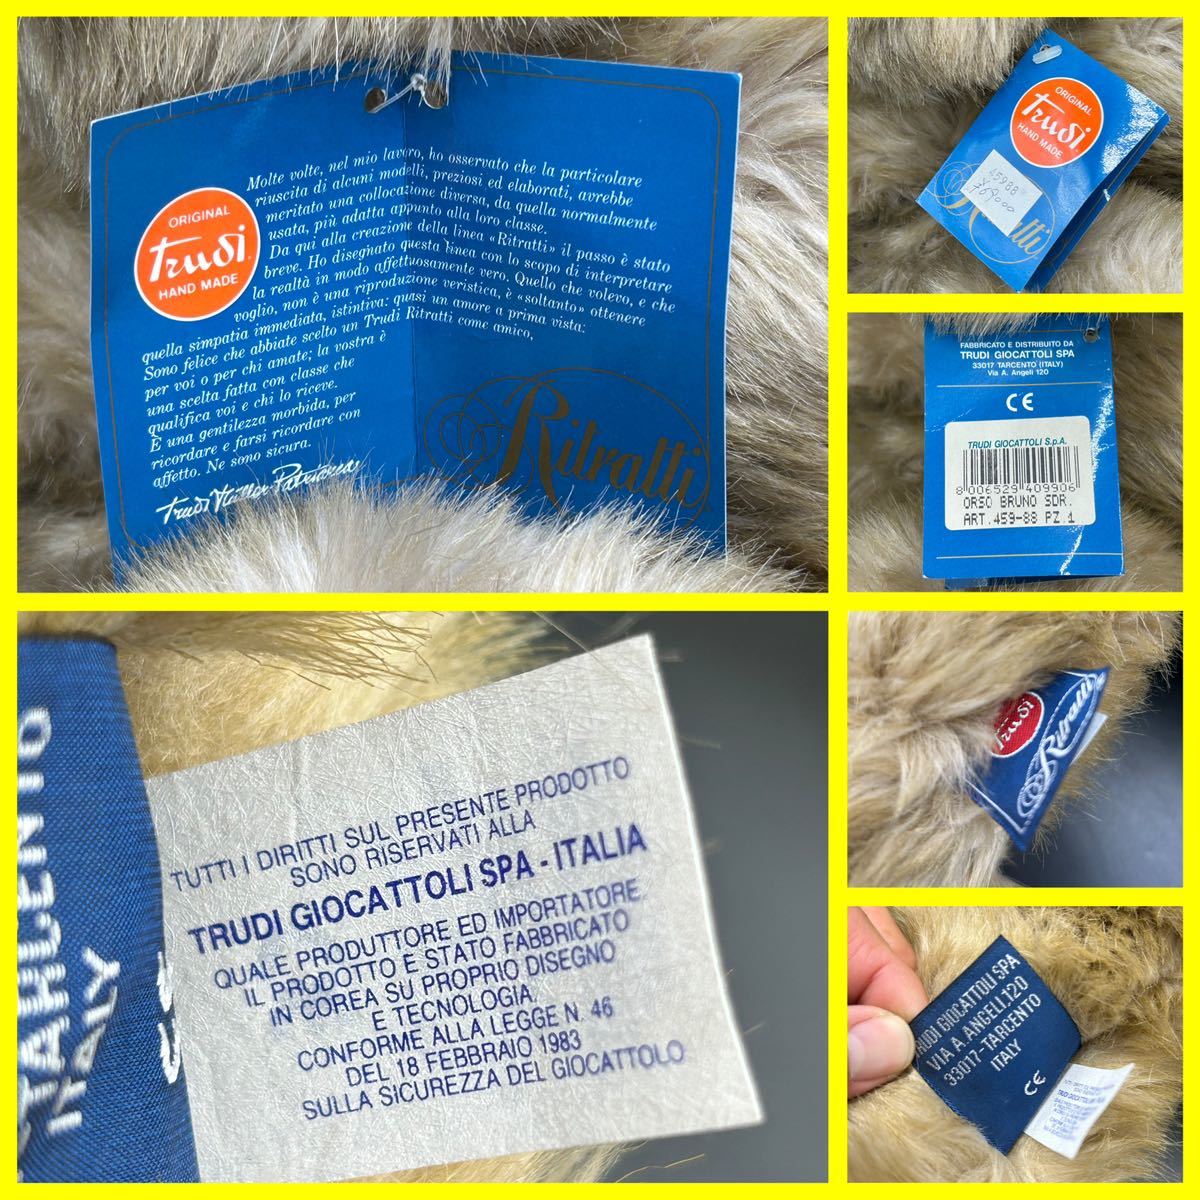 ORIGINAL
Trudi
HAND MADE
Molte volte, nel mio lavoro, ho osservato che la particolare
riuscita di alcuni modelli, preziosi ed elaborati, avrebbe
meritato una collocazione diversa, da quella normalmente
usata, più adatta appunto alla loro classe.
Da qui alla creazione della linea «Ritratti» il passo è stato
breve. Ho disegnato questa linea con lo scopo di interpretare
la realtà in modo affettuosamente vero. Quello che volevo, e che
voglio, non è una riproduzione veristica, è «soltanto» ottenere
quella simpatia immediata, istintiva: quasi un amore a prima vista:
Sono felice che abbiate scelto un Trudi Ritratti come amico,
per voi o per chi amate; la vostra è
una scelta fatta con classe che
qualifica voi e chi lo riceve.
È una gentilezza morbida, per
ricordare e farsi ricordare con
affetto. Ne sono sicura.
Trudi Müller Patriarca
Ritratti
ORIGINAL
Trudi
HAND MADE
45988
¥69000
Ritratti
FABBRICATO E DISTRIBUITO DA
TRUDI GIOCATTOLI SPA
33017 TARCENTO (ITALY)
Via A. Angeli 120
CE
TRUDI GIOCATTOLI S.p.A.
8 006529 409906
ORSO BRUNO SDR.
ART.459-88 PZ.1
TUTTI I DIRITTI SUL PRESENTE PRODOTTO
SONO RISERVATI ALLA
TRUDI GIOCATTOLI SPA - ITALIA
QUALE PRODUTTORE ED IMPORTATORE.
IL PRODOTTO E STATO FABBRICATO
IN COREA SU PROPRIO DISEGNO
E TECNOLOGIA.
CONFORME ALLA LEGGE N. 46
DEL 18 FEBBRAIO 1983
SULLA SICUREZZA DEL GIOCATTOLO
ITALY
CE
Trudi
Ritratti
TRUDI GIOCATTOLI SPA
VIA A.ANGELI,120
33017-TARCENTO
ITALY
CE